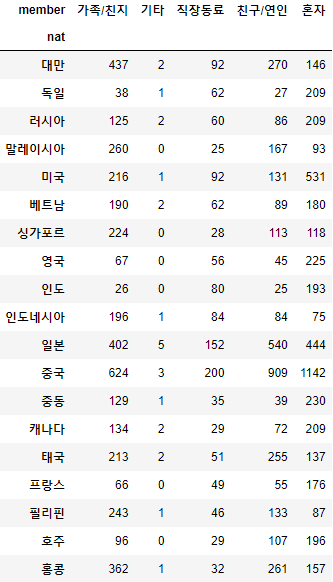 member 가족/친지 기타 직장동료 친구/연인 혼자
nat
대만 437 2 92 270 146
독일 38 1 62 27 209
러시아 125 2 60 86 209
말레이시아 260 0 25 167 93
미국 216 1 92 131 531
베트남 190 2 62 89 180
싱가포르 224 0 28 113 118
영국 67 0 56 45 225
인도 26 0 80 25 193
인도네시아 196 1 84 84 75
일본 402 5 152 540 444
중국 624 3 200 909 1142
중동 129 1 35 39 230
캐나다 134 2 29 72 209
태국 213 2 51 255 137
프랑스 66 0 49 55 176
필리핀 243 1 46 133 87
호주 96 0 29 107 196
홍콩 362 1 32 261 157